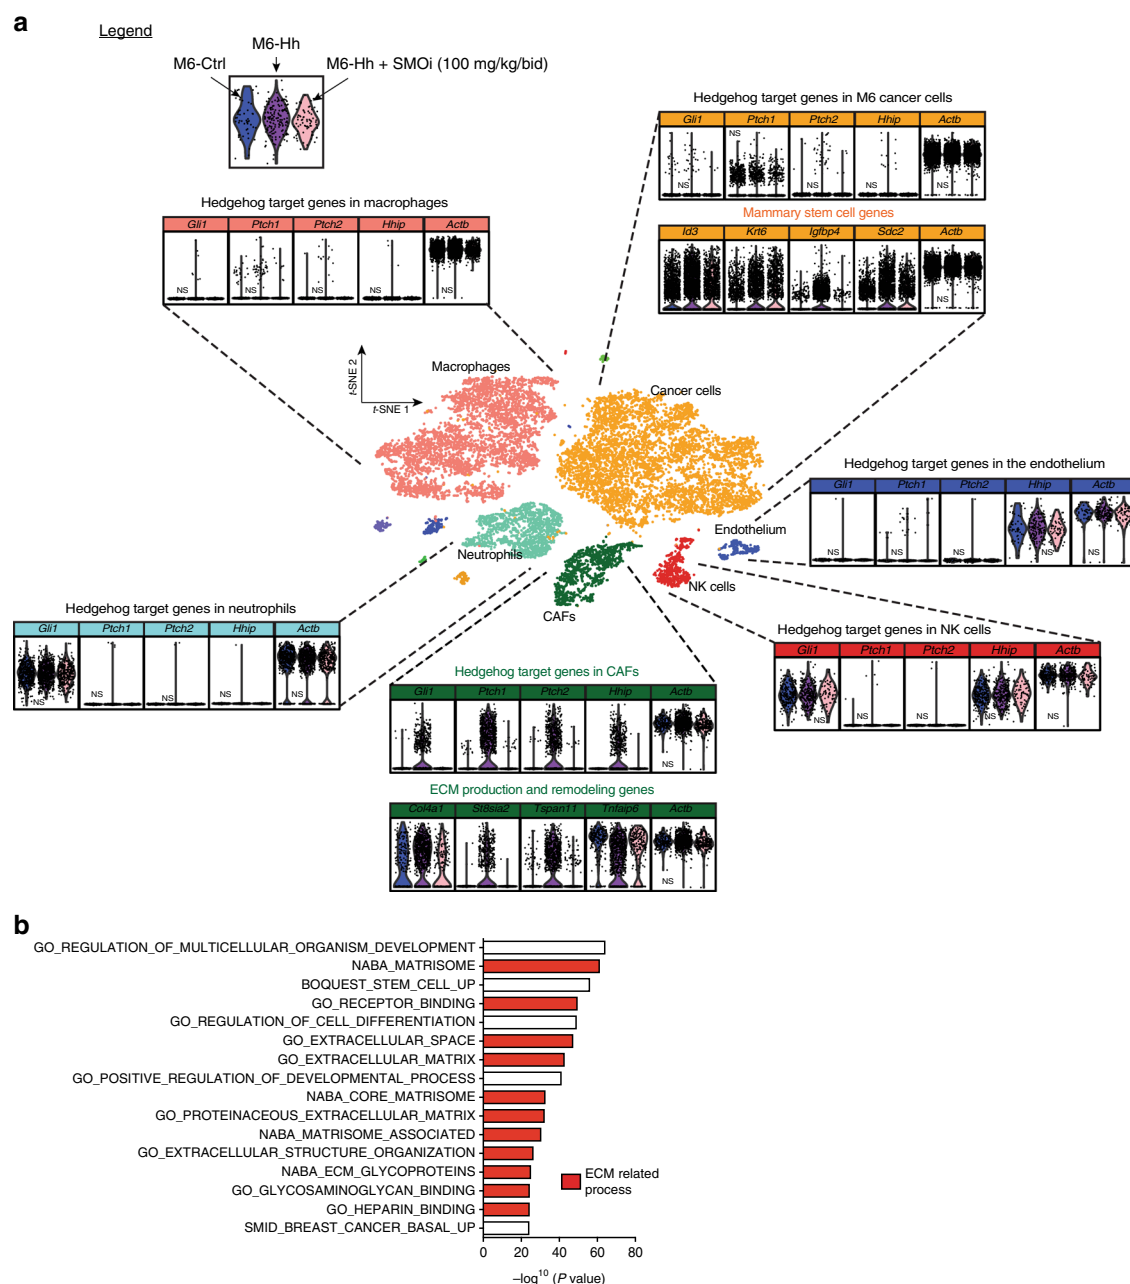 a
Legend
M6-Hh
M6-Ctrl
M6-Hh + SMOi (100 mg/kg/bid)
Hedgehog target genes in M6 cancer cells
Gli1 Ptch1 Ptch2 Hhip Actb
NS NS NS NS NS
Mammary stem cell genes
Id3 Krt6 Igfbp4 Sdc2 Actb
NS
Hedgehog target genes in macrophages
Gli1 Ptch1 Ptch2 Hhip Actb
NS NS NS NS NS
t-SNE 2
t-SNE 1
Macrophages
Cancer cells
Neutrophils
CAFs
NK cells
Endothelium
Hedgehog target genes in the endothelium
Gli1 Ptch1 Ptch2 Hhip Actb
NS NS NS NS
Hedgehog target genes in neutrophils
Gli1 Ptch1 Ptch2 Hhip Actb
NS NS NS NS NS
Hedgehog target genes in NK cells
Gli1 Ptch1 Ptch2 Hhip Actb
NS NS NS NS NS
Hedgehog target genes in CAFs
Gli1 Ptch1 Ptch2 Hhip Actb
NS
ECM production and remodeling genes
Col4a1 St8sia2 Tspan11 Tnfaip6 Actb
NS
b
GO_REGULATION_OF_MULTICELLULAR_ORGANISM_DEVELOPMENT
NABA_MATRISOME
BOQUEST_STEM_CELL_UP
GO_RECEPTOR_BINDING
GO_REGULATION_OF_CELL_DIFFERENTIATION
GO_EXTRACELLULAR_SPACE
GO_EXTRACELLULAR_MATRIX
GO_POSITIVE_REGULATION_OF_DEVELOPMENTAL_PROCESS
NABA_CORE_MATRISOME
GO_PROTEINACEOUS_EXTRACELLULAR_MATRIX
NABA_MATRISOME_ASSOCIATED
GO_EXTRACELLULAR_STRUCTURE_ORGANIZATION
NABA_ECM_GLYCOPROTEINS
GO_GLYCOSAMINOGLYCAN_BINDING
GO_HEPARIN_BINDING
SMID_BREAST_CANCER_BASAL_UP
ECM related
process
0 20 40 60 80
–log10 (P value)